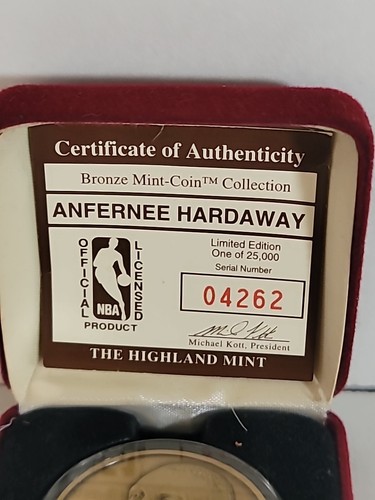 Certificate of Authenticity
Bronze Mint-Coin™ Collection
ANFERNEE HARDAWAY
OFFICIAL
NBA
LICENSED
PRODUCT
Limited Edition
One of 25,000
Serial Number
04262
Michael Kott, President
THE HIGHLAND MINT